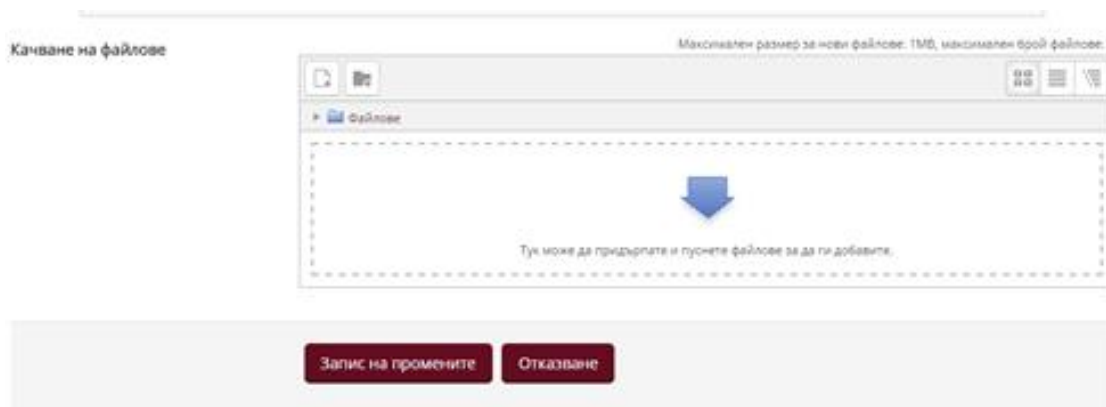 Качване на файлове
Максимален размер за нови файлове: 1MB, максимален брой файлове:
Файлове
Тук може да придърпате и пуснете файлове за да ги добавите.
Запис на промените
Отказване